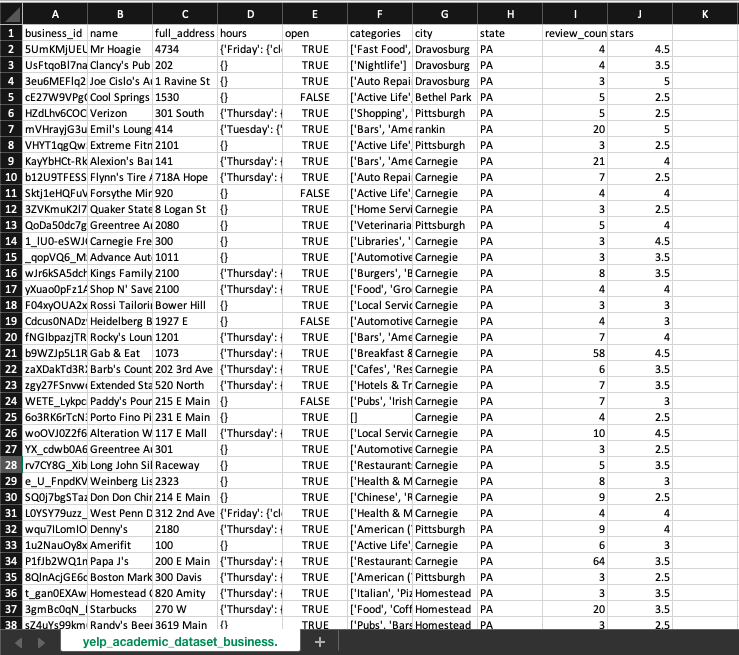 A B C D E F G H I J K
1 business_id name full_address hours open categories city state review_coun stars
2 5UmKMjUEU Mr Hoagie 4734 {'Friday': {'cl TRUE ['Fast Food', Dravosburg PA 4 4.5
3 UsFtqoBl7na Clancy's Pub 202 {} TRUE ['Nightlife'] Dravosburg PA 4 3.5
4 3eu6MEFlq2 Joe Cislo's Au 1 Ravine St {} TRUE ['Auto Repai Dravosburg PA 3 5
5 cE27W9VPg Cool Springs 1530 {} FALSE ['Active Life' Bethel Park PA 5 2.5
6 HZdLhv6COC Verizon 301 South {'Thursday': { TRUE ['Shopping', Pittsburgh PA 5 2.5
7 mVHrayjG3u Emil's Loung 414 {'Tuesday': {' TRUE ['Bars', 'Ame rankin PA 20 5
8 VHYT1qgQw Extreme Fitn 2101 {} TRUE ['Active Life' Pittsburgh PA 3 2.5
9 KayYbHCt-Rk Alexion's Bar 141 {'Thursday': { TRUE ['Bars', 'Ame Carnegie PA 21 4
10 b12U9TFESS Flynn's Tire A 718A Hope {'Thursday': { TRUE ['Auto Repai Carnegie PA 7 2.5
11 Sktj1eHQFuV Forsythe Mir 920 {} FALSE ['Active Life' Carnegie PA 4 4
12 3ZVKmuK2l7 Quaker State 8 Logan St {} TRUE ['Home Servi Carnegie PA 3 2.5
13 QoDa50dc7g Greentree A 2080 {} TRUE ['Veterinaria Pittsburgh PA 5 4
14 1_lU0-eSWJ Carnegie Fre 300 {} TRUE ['Libraries', ' Carnegie PA 3 4.5
15 _qopVQ6_M Advance Aut 1011 {} TRUE ['Automotive Carnegie PA 3 3.5
16 wJr6kSA5dch Kings Family 2100 {'Thursday': { TRUE ['Burgers', 'B Carnegie PA 8 3.5
17 yXuao0pFz1A Shop N' Save 2100 {'Thursday': { TRUE ['Food', 'Gro Carnegie PA 4 4
18 F04xyOUA2x Rossi Tailorin Bower Hill {} TRUE ['Local Servic Carnegie PA 3 3
19 Cdcus0NADz Heidelberg B 1927 E {} FALSE ['Automotive Carnegie PA 4 3
20 fNGIbpazjTR Rocky's Loun 1201 {'Thursday': { TRUE ['Bars', 'Ame Carnegie PA 7 4
21 b9WZJp5L1R Gab & Eat 1073 {'Thursday': { TRUE ['Breakfast & Carnegie PA 58 4.5
22 zaXDakTd3R Barb's Count 202 3rd Ave {'Thursday': { TRUE ['Cafes', 'Res Carnegie PA 6 3.5
23 zgy27FSnvw Extended Sta 520 North {'Thursday': { TRUE ['Hotels & Tr Carnegie PA 7 3.5
24 WETE_Lykpc Paddy's Pour 215 E Main {} FALSE ['Pubs', 'Irish Carnegie PA 7 3
25 6o3RK6rTcN Porto Fino Pi 231 E Main {} TRUE [] Carnegie PA 4 2.5
26 woOVJ0Z2f6 Alteration W 117 E Mall {'Thursday': { TRUE ['Local Servic Carnegie PA 10 4.5
27 YX_cdwb0A6 Greentree A 301 {} TRUE ['Automotive Carnegie PA 3 2.5
28 rv7CY8G_Xib Long John Sil Raceway {} TRUE ['Restaurant Carnegie PA 5 3.5
29 e_U_FnpdKV Weinberg Lis 2323 {} TRUE ['Health & M Carnegie PA 8 3
30 SQ0j7bgSTaz Don Don Chi 214 E Main {} TRUE ['Chinese', 'R Carnegie PA 9 2.5
31 L0YSY79uzz_ West Penn D 312 2nd Ave {'Friday': {'cl TRUE ['Health & M Carnegie PA 4 4
32 wqu7ILomIO Denny's 2180 {'Thursday': { TRUE ['American ( Pittsburgh PA 9 4
33 1u2NauOy8x Amerifit 100 {} TRUE ['Active Life' Carnegie PA 6 3
34 P1fJb2WQ1n Papa J's 200 E Main {'Thursday': { TRUE ['Restaurant Carnegie PA 64 3.5
35 8QlnAcjGE6c Boston Mark 300 Davis {'Thursday': { TRUE ['American ( Pittsburgh PA 3 2.5
36 t_gan0EXAw Homestead 820 Amity {'Thursday': { TRUE ['Italian', 'Piz Homestead PA 3 3.5
37 3gmBc0qN_ Starbucks 270 W {'Thursday': { TRUE ['Food', 'Coff Homestead PA 20 3.5
38 sZ4uYs99km Randy's Bee 3619 Main {} TRUE ['Pubs', 'Bars Homestead PA 3 2.5
yelp_academic_dataset_business. +